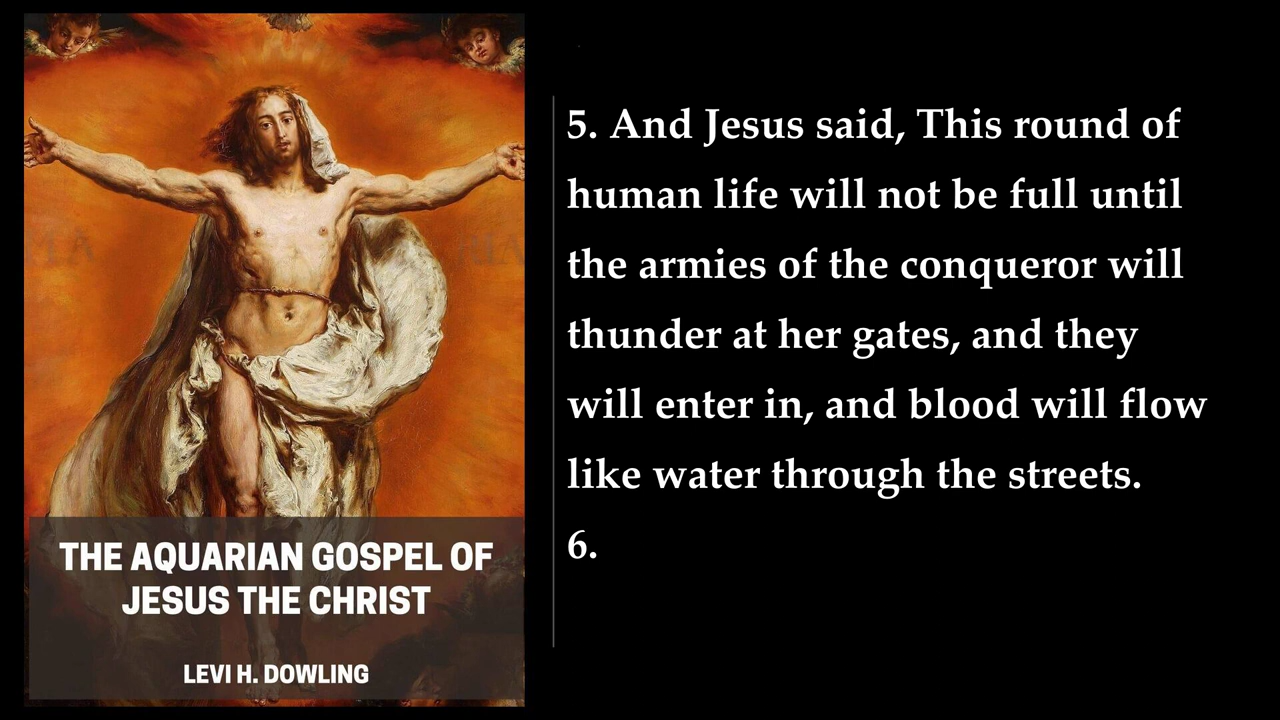 THE AQUARIAN GOSPEL OF
JESUS THE CHRIST
LEVI H. DOWLING
5. And Jesus said, This round of
human life will not be full until
the armies of the conqueror will
thunder at her gates, and they
will enter in, and blood will flow
like water through the streets.
6.